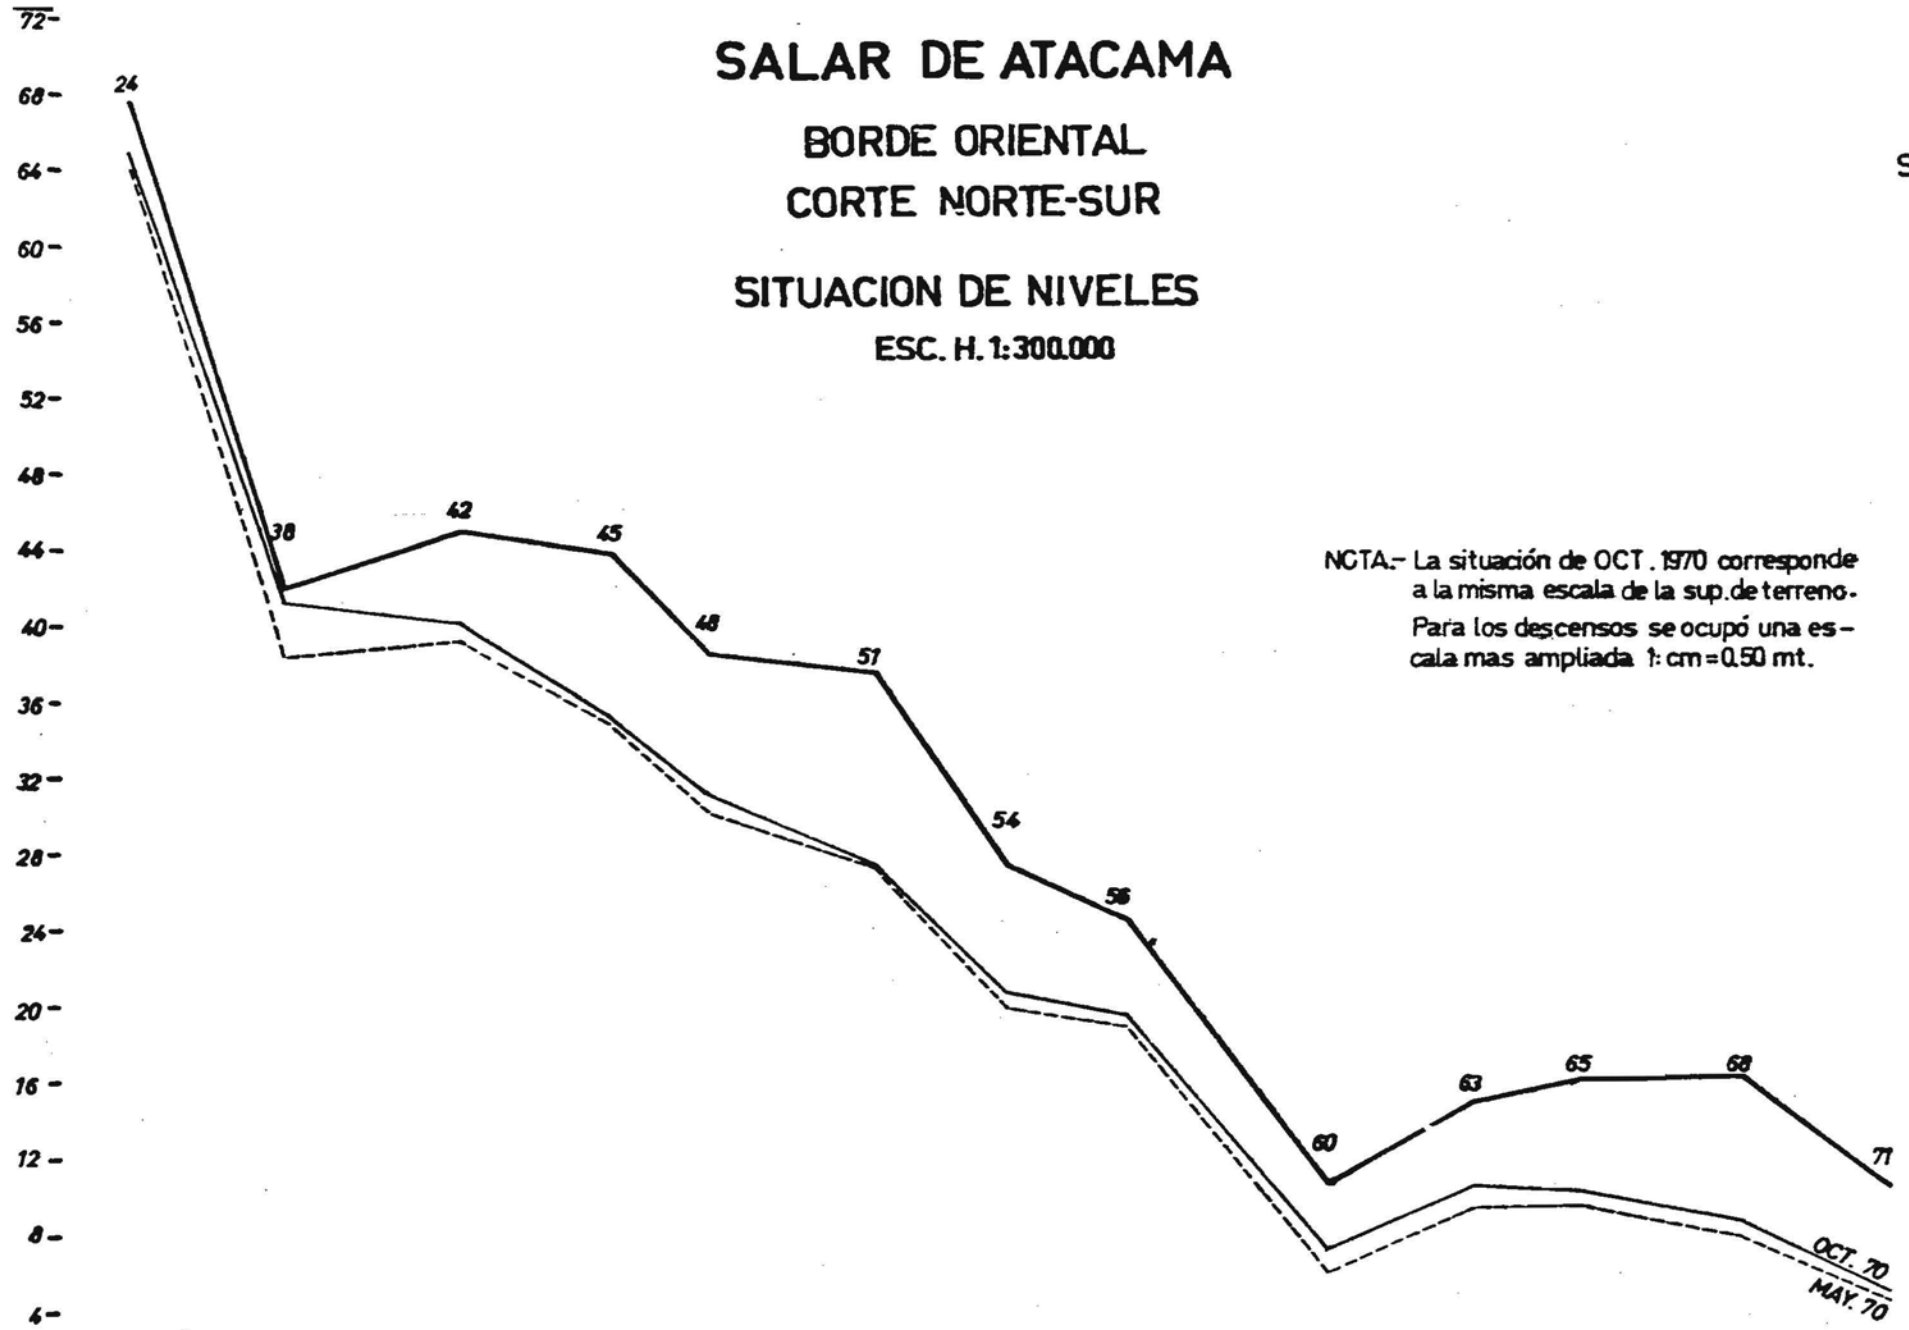 SALAR DE ATACAMA
BORDE ORIENTAL
CORTE NORTE-SUR
SITUACION DE NIVELES
ESC. H. 1:300.000
S
72
68
64
60
56
52
48
44
40
36
32
28
24
20
16
12
8
4
24
38
42
45
48
51
54
56
60
63
65
68
71
NOTA.- La situación de OCT. 1970 corresponde
a la misma escala de la sup. de terreno.
Para los descensos se ocupó una es-
cala mas ampliada 1: cm = 0.50 mt.
OCT. 70
MAY. 70